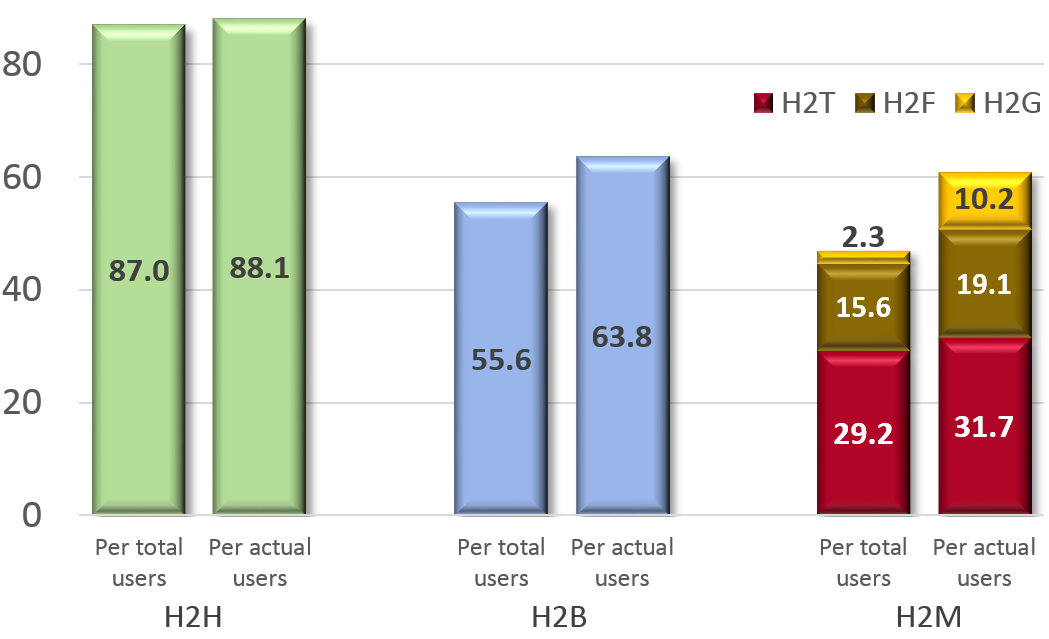 80
60
40
20
0
H2T H2F H2G
87.0
88.1
55.6
63.8
2.3
15.6
29.2
10.2
19.1
31.7
Per total
users
Per actual
users
Per total
users
Per actual
users
Per total
users
Per actual
users
H2H
H2B
H2M